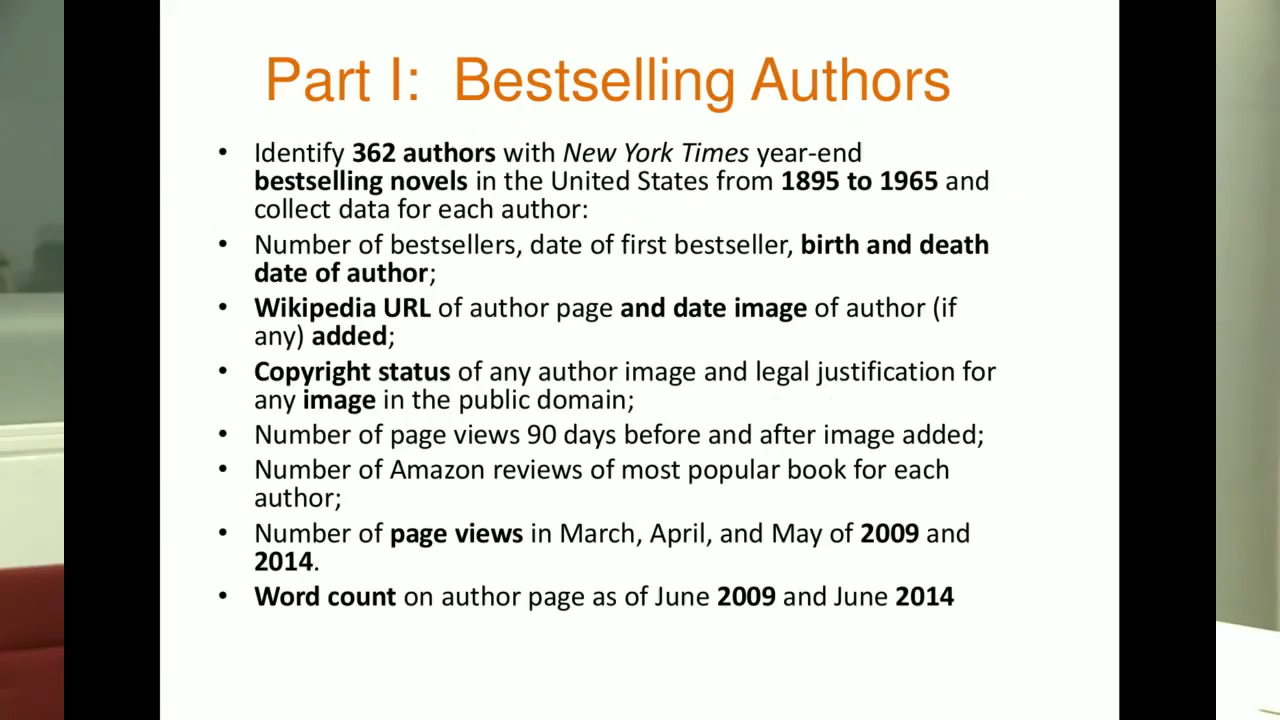 Part I: Bestselling Authors
• Identify 362 authors with New York Times year-end
bestselling novels in the United States from 1895 to 1965 and
collect data for each author:
• Number of bestsellers, date of first bestseller, birth and death
date of author;
• Wikipedia URL of author page and date image of author (if
any) added;
• Copyright status of any author image and legal justification for
any image in the public domain;
• Number of page views 90 days before and after image added;
• Number of Amazon reviews of most popular book for each
author;
• Number of page views in March, April, and May of 2009 and
2014.
• Word count on author page as of June 2009 and June 2014